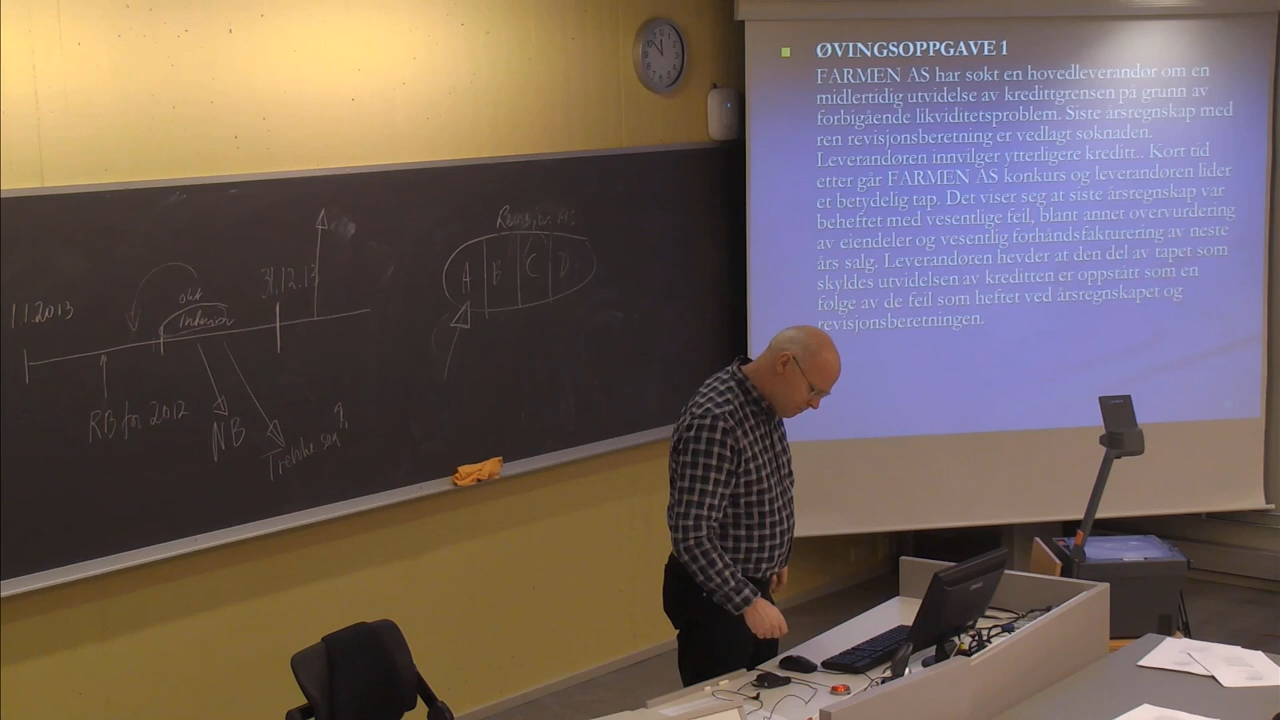 1.1.2013
okt
Interim
31.12.13
RB for 2012
NB
Trekke seg?
A B C D
ØVINGSOPPGAVE 1
FARMEN AS har søkt en hovedleverandør om en
midlertidig utvidelse av kredittgrensen på grunn av
forbigående likviditetsproblem. Siste årsregnskap med
ren revisjonsberetning er vedlagt søknaden.
Leverandøren innvilger ytterligere kreditt.. Kort tid
etter går FARMEN AS konkurs og leverandøren lider
et betydelig tap. Det viser seg at siste årsregnskap var
beheftet med vesentlige feil, blant annet overvurdering
av eiendeler og vesentlig forhåndsfakturering av neste
års salg. Leverandøren hevder at den del av tapet som
skyldes utvidelsen av kreditten er oppstått som en
følge av de feil som heftet ved årsregnskapet og
revisjonsberetningen.